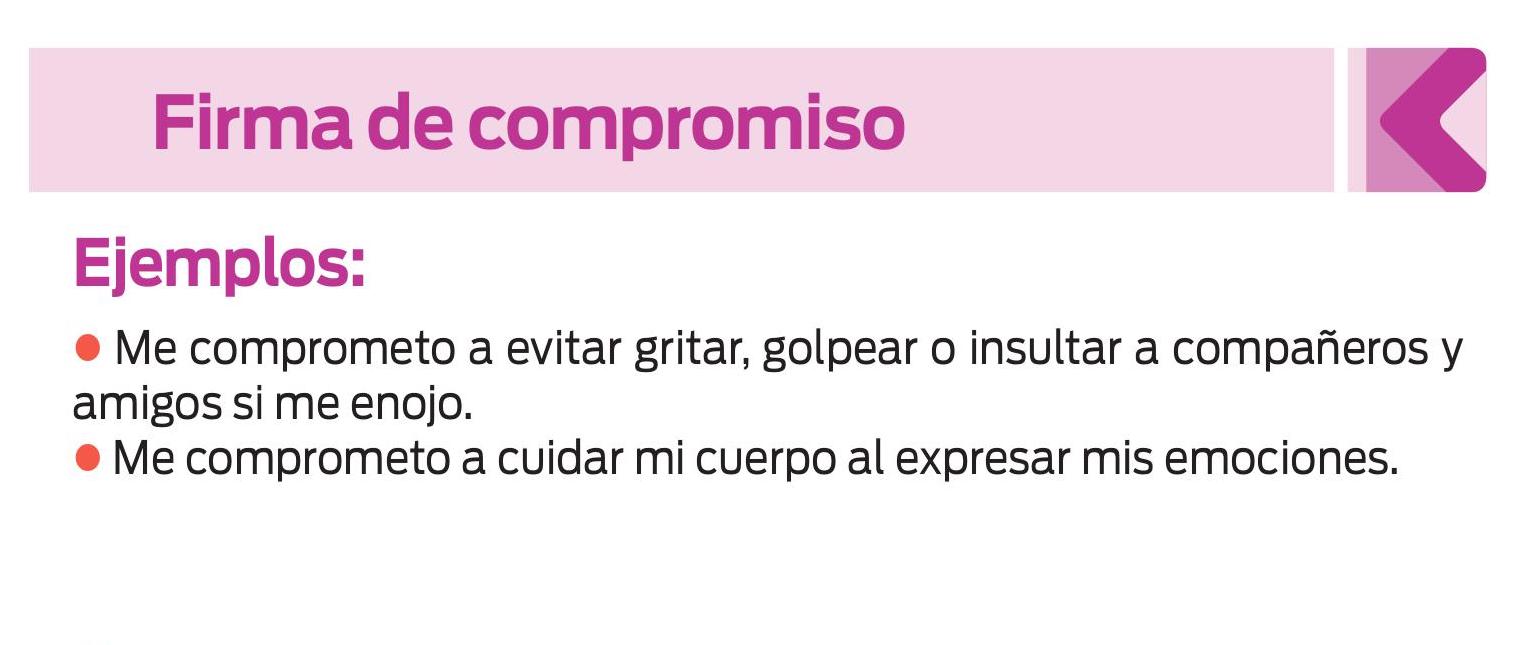 Firma de compromiso
Ejemplos:
● Me comprometo a evitar gritar, golpear o insultar a compañeros y
amigos si me enojo.
● Me comprometo a cuidar mi cuerpo al expresar mis emociones.